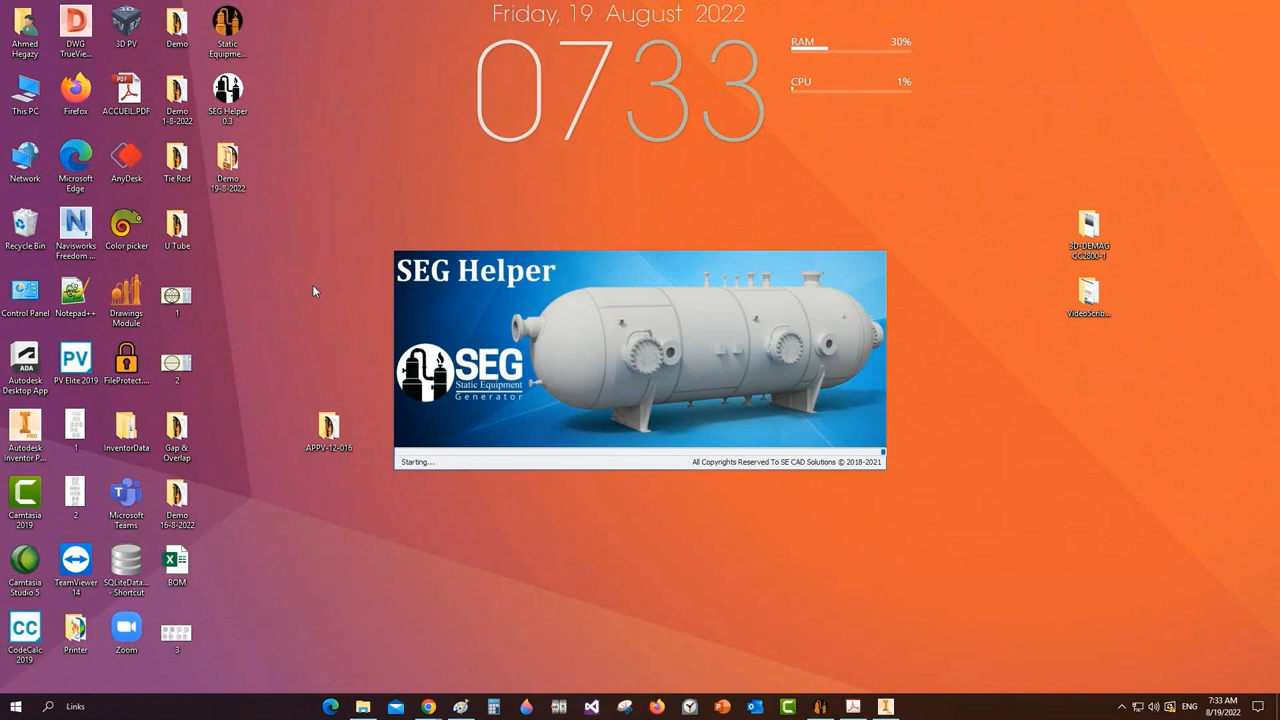 Friday, 19 August 2022
0733
RAM 30%
CPU 1%
Ahmed Hegazy
DWG TrueVie...
3D PV
Demo
Static Equipme...
This PC
Firefox
ACCUEIL.PDF
Demo 1-8-2022
SEG Helper 0.3
Network
Microsoft Edge
AnyDesk
Tie Rod
Demo 19-8-2022
Recycle Bin
Navisworks Freedom ...
Color picker
U Tube
3D-DEMAG CC2800-1
Control Panel
Notepad++
Drawings Module
1
VideoScrib...
Autodesk Desktop App
PV Elite 2019
FileProtect....
2
Autodesk Inventor P...
1
InventorData
Gap & Overlap
APPV-12-016
Camtasia 2019
2
Microsoft Teams
Demo 16-8-2022
Camtasia Studio 5
TeamViewer 14
SQLiteData... - Shortcut
BOM
CodeCalc 2019
Printer
Zoom
3
SEG Helper
SEG
Static Equipment
Generator
Starting...
All Copyrights Reserved To SE CAD Solutions © 2018-2021
Links
7:33 AM
8/19/2022